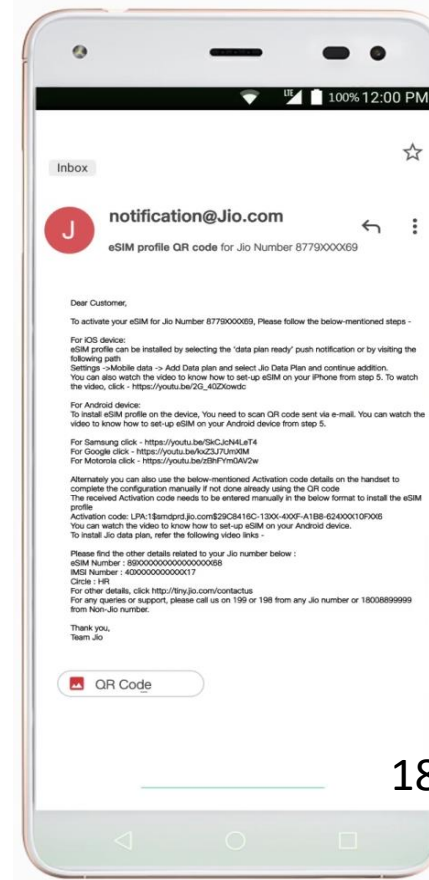 LTE 100% 12:00 PM
Inbox
J
notification@Jio.com
eSIM profile QR code for Jio Number 8779XXXX69
Dear Customer,
To activate your eSIM for Jio Number 8779XXXX69, Please follow the below-mentioned steps -
For iOS device:
eSIM profile can be installed by selecting the 'data plan ready' push notification or by visiting the
following path
Settings ->Mobile data -> Add Data plan and select Jio Data Plan and continue addition.
You can also watch the video to know how to set-up eSIM on your iPhone from step 5. To watch
the video, click - https://youtu.be/2G_40ZXowdc
For Android device:
To install eSIM profile on the device, You need to scan QR code sent via e-mail. You can watch the
video to know how to set-up eSIM on your Android device from step 5.
For Samsung click - https://youtu.be/SkCJcN4LeT4
For Google click - https://youtu.be/kxZ3J7UmXIM
For Motorola click - https://youtu.be/zBhFYm0AV2w
Alternately you can also use the below-mentioned Activation code details on the handset to
complete the configuration manually if not done already using the QR code
The received Activation code needs to be entered manually in the below format to install the eSIM
profile
Activation code: LPA:1$smdprd.jio.com$29C8416C-13XX-4XXF-A1B8-624XXX10FXX6
You can watch the video to know how to set-up eSIM on your Android device.
To install Jio data plan, refer the following video links -
Please find the other details related to your Jio number below :
eSIM Number : 89XXXXXXXXXXXXXXXX68
IMSI Number : 40XXXXXXXXXXX17
Circle : HR
For other details, click http://tiny.jio.com/contactus
For any queries or support, please call us on 199 or 198 from any Jio number or 18008899999
from Non-Jio number.
Thank you,
Team Jio
QR Code
18